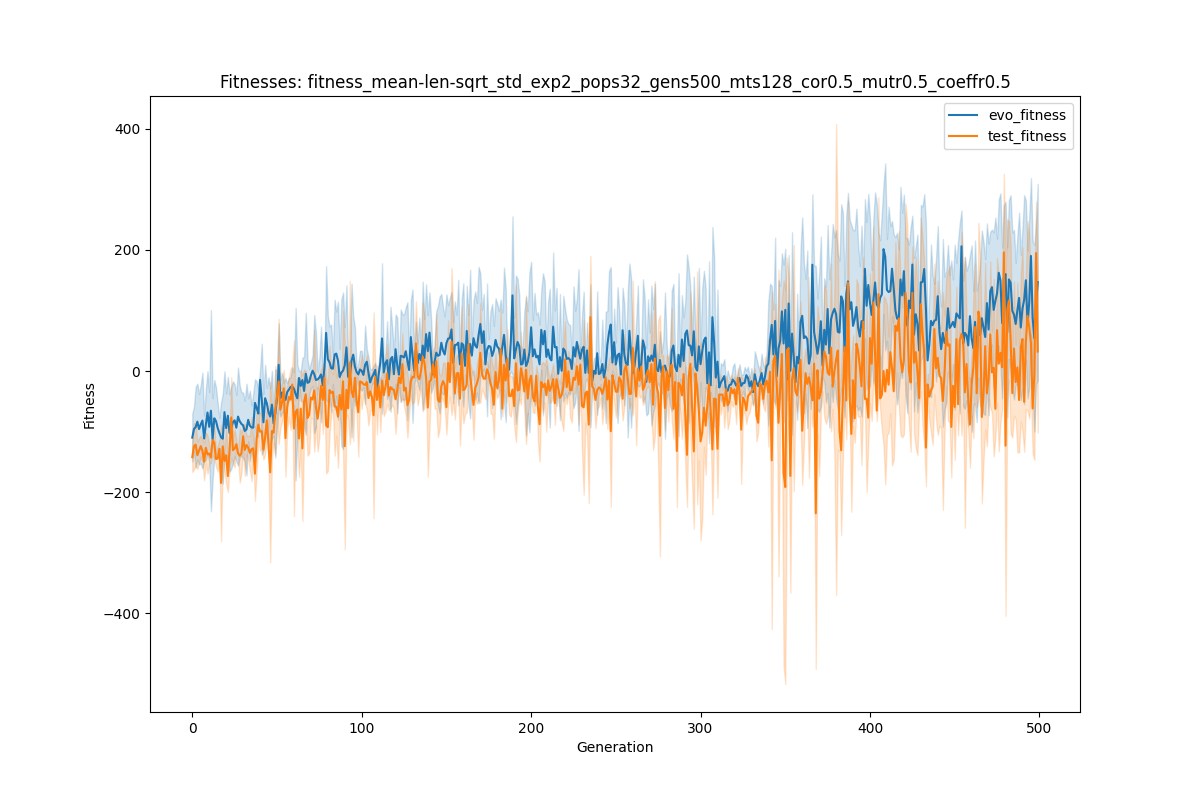 Fitnesses: fitness_mean-len-sqrt_std_exp2_pops32_gens500_mts128_cor0.5_mutr0.5_coeffr0.5
evo_fitness
test_fitness
400
200
0
−200
−400
Fitness
0
100
200
300
400
500
Generation